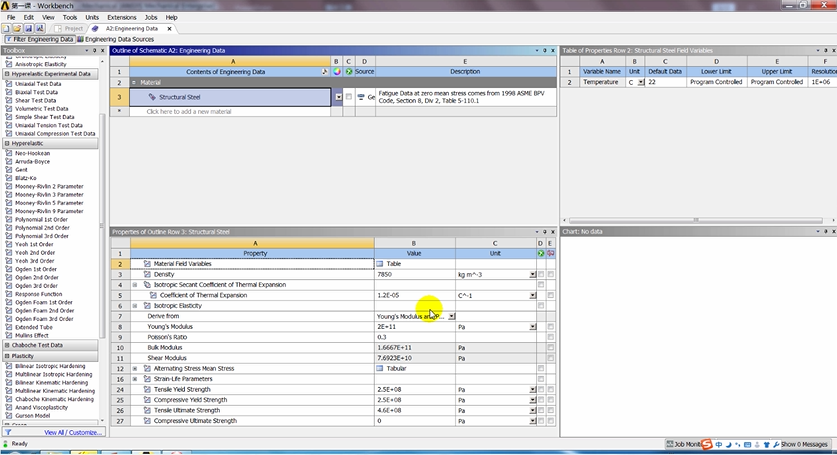 第一课 - Workbench
File Edit View Tools Units Extensions Jobs Help
Project A2:Engineering Data
Filter Engineering Data Engineering Data Sources
Toolbox
Hyperelastic Experimental Data
Uniaxial Test Data
Biaxial Test Data
Shear Test Data
Volumetric Test Data
Simple Shear Test Data
Uniaxial Tension Test Data
Uniaxial Compression Test Data
Hyperelastic
Neo-Hookean
Arruda-Boyce
Gent
Blatz-Ko
Mooney-Rivlin 2 Parameter
Mooney-Rivlin 3 Parameter
Mooney-Rivlin 5 Parameter
Mooney-Rivlin 9 Parameter
Polynomial 1st Order
Polynomial 2nd Order
Polynomial 3rd Order
Yeoh 1st Order
Yeoh 2nd Order
Yeoh 3rd Order
Ogden 1st Order
Ogden 2nd Order
Ogden 3rd Order
Response Function
Ogden Foam 1st Order
Ogden Foam 2nd Order
Ogden Foam 3rd Order
Extended Tube
Mullins Effect
Chaboche Test Data
Plasticity
Bilinear Isotropic Hardening
Multilinear Isotropic Hardening
Bilinear Kinematic Hardening
Multilinear Kinematic Hardening
Chaboche Kinematic Hardening
Anand Viscoplasticity
Gurson Model
View All / Customize...
Outline of Schematic A2: Engineering Data
A B C D E
1 Contents of Engineering Data Source Description
2 Material
3 Structural Steel Ge Fatigue Data at zero mean stress comes from 1998 ASME BPV
Code, Section 8, Div 2, Table 5-110.1
* Click here to add a new material
Properties of Outline Row 3: Structural Steel
A B C D E
1 Property Value Unit
2 Material Field Variables Table
3 Density 7850 kg m^-3
4 Isotropic Secant Coefficient of Thermal Expansion
5 Coefficient of Thermal Expansion 1.2E-05 C^-1
6 Isotropic Elasticity
7 Derive from Young's Modulus an
8 Young's Modulus 2E+11 Pa
9 Poisson's Ratio 0.3
10 Bulk Modulus 1.6667E+11 Pa
11 Shear Modulus 7.6923E+10 Pa
12 Alternating Stress Mean Stress Tabular
16 Strain-Life Parameters
24 Tensile Yield Strength 2.5E+08 Pa
25 Compressive Yield Strength 2.5E+08 Pa
26 Tensile Ultimate Strength 4.6E+08 Pa
27 Compressive Ultimate Strength 0 Pa
Table of Properties Row 2: Structural Steel Field Variables
A B C D E F
1 Variable Name Unit Default Data Lower Limit Upper Limit Resolutio
2 Temperature C 22 Program Controlled Program Controlled 1E+06
Chart: No data
Ready
Job Monit 中 Show 0 Messages